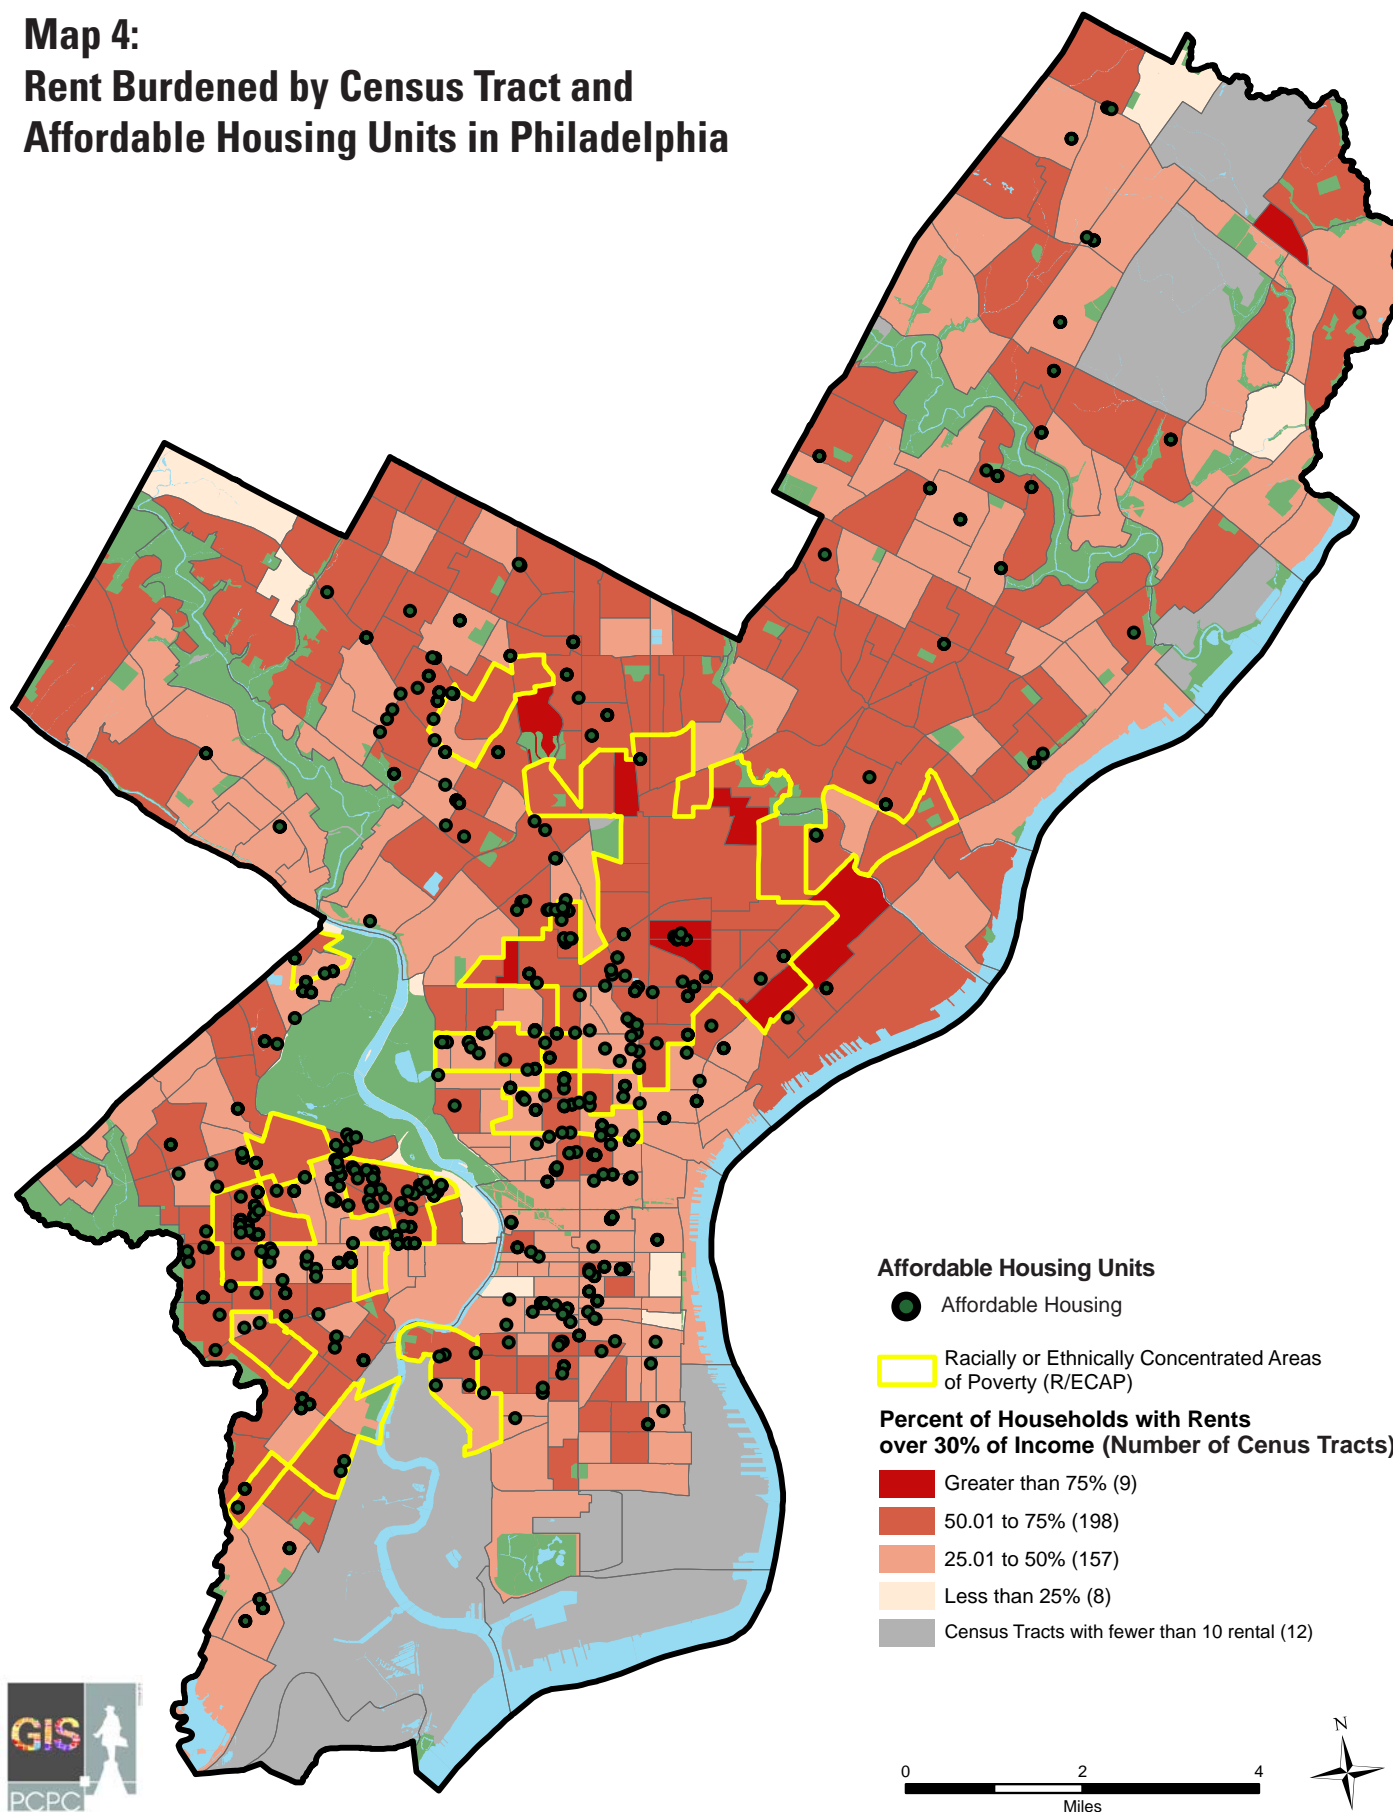 Map 4:
Rent Burdened by Census Tract and
Affordable Housing Units in Philadelphia
Affordable Housing Units
Affordable Housing
Racially or Ethnically Concentrated Areas
of Poverty (R/ECAP)
Percent of Households with Rents
over 30% of Income (Number of Cenus Tracts)
Greater than 75% (9)
50.01 to 75% (198)
25.01 to 50% (157)
Less than 25% (8)
Census Tracts with fewer than 10 rental (12)
GIS
PCPC
N
0 2 4
Miles